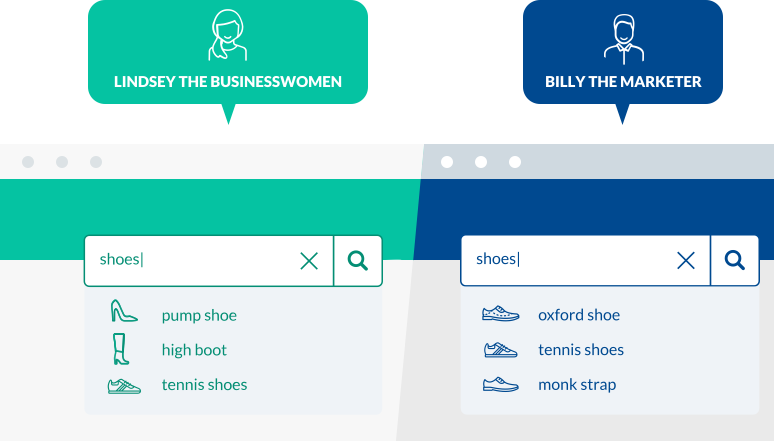 LINDSEY THE BUSINESSWOMEN
BILLY THE MARKETER
shoes
pump shoe
high boot
tennis shoes
shoes
oxford shoe
tennis shoes
monk strap